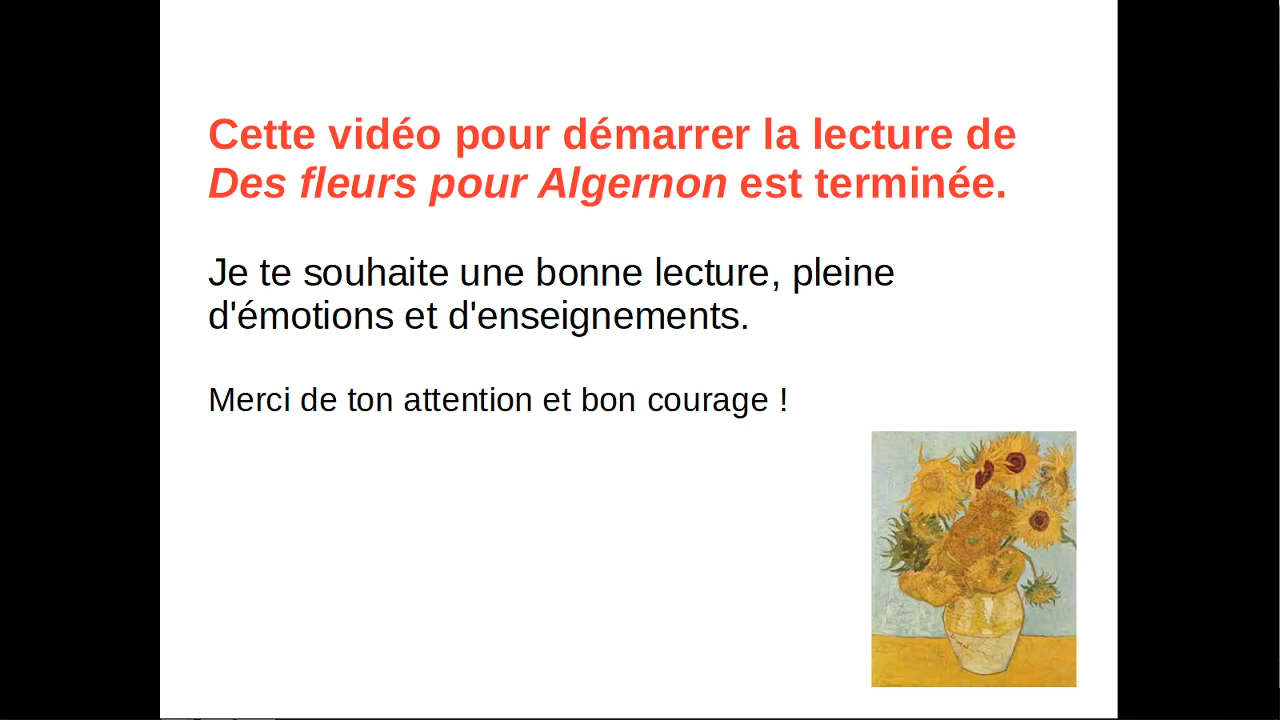 Cette vidéo pour démarrer la lecture de
Des fleurs pour Algernon est terminée.
Je te souhaite une bonne lecture, pleine
d'émotions et d'enseignements.
Merci de ton attention et bon courage !